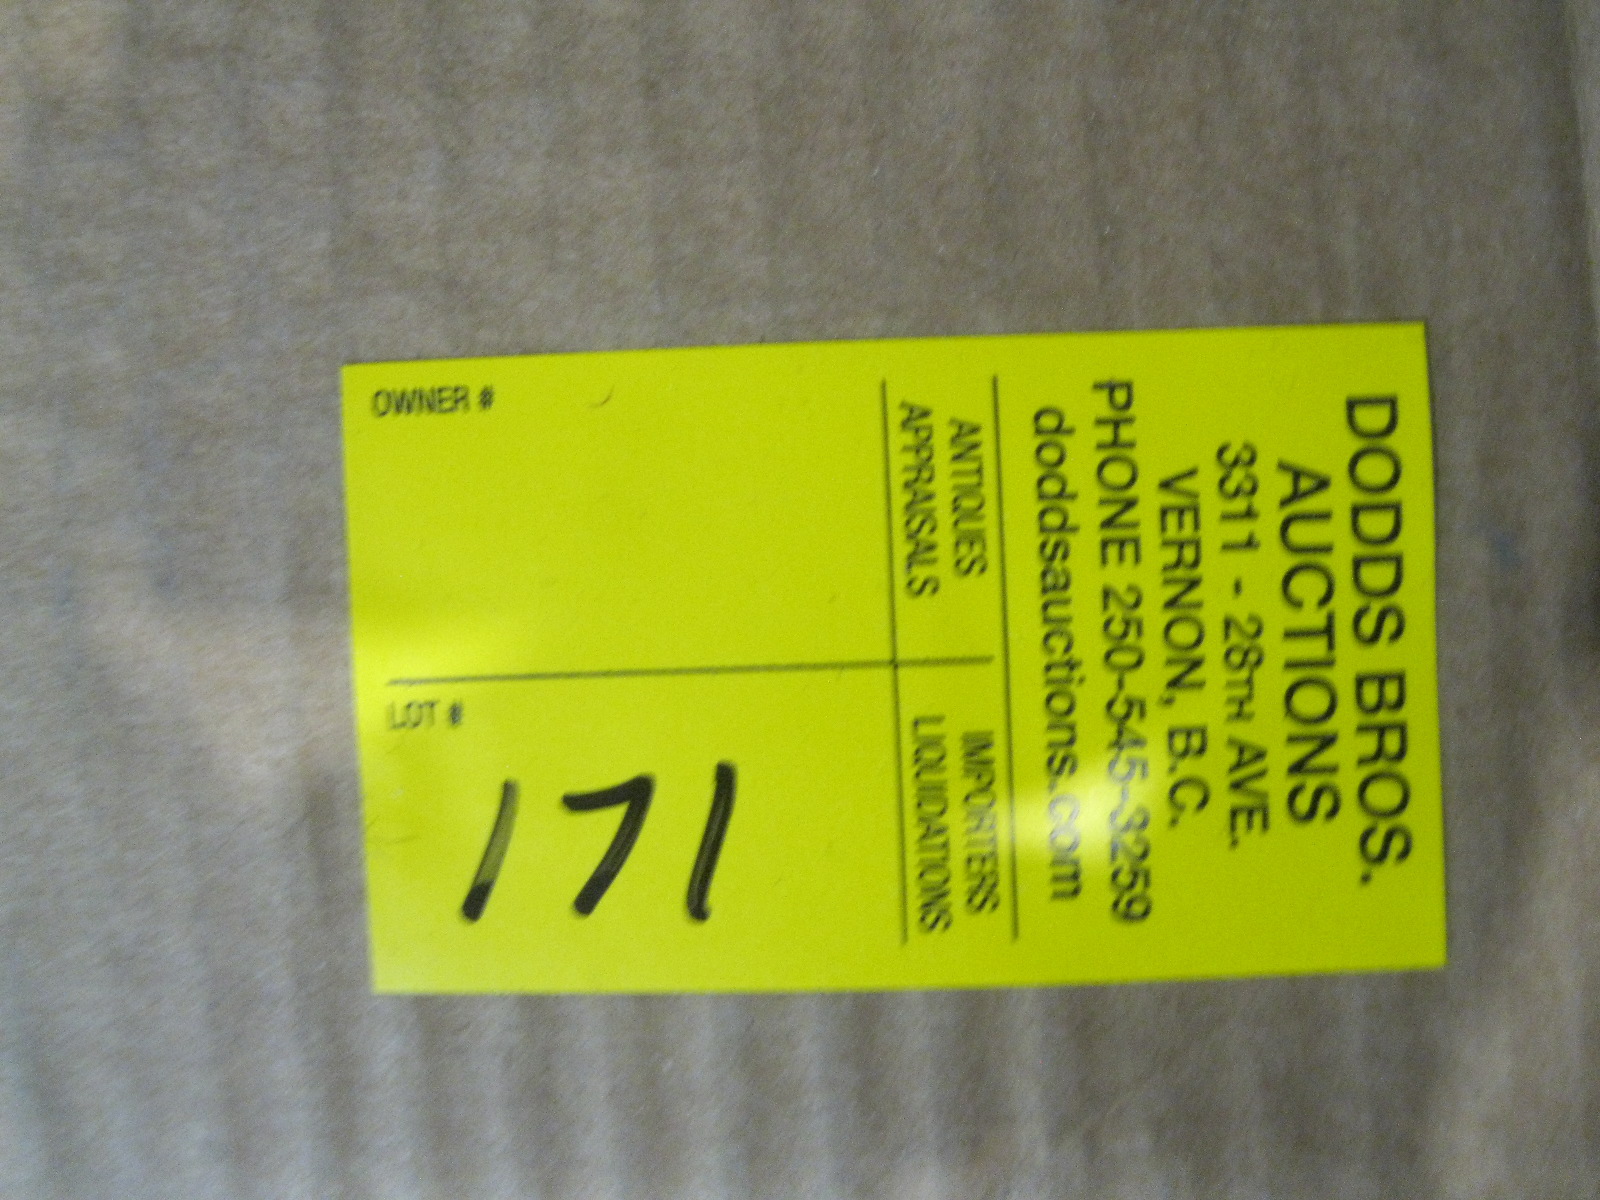 DODDS BROS.
AUCTIONS
3311 - 28TH AVE.
VERNON, B.C.
PHONE 250-545-3259
doddsauctions.com
ANTIQUES
APPRAISALS
IMPORTERS
LIQUIDATIONS
OWNER #
LOT #
171